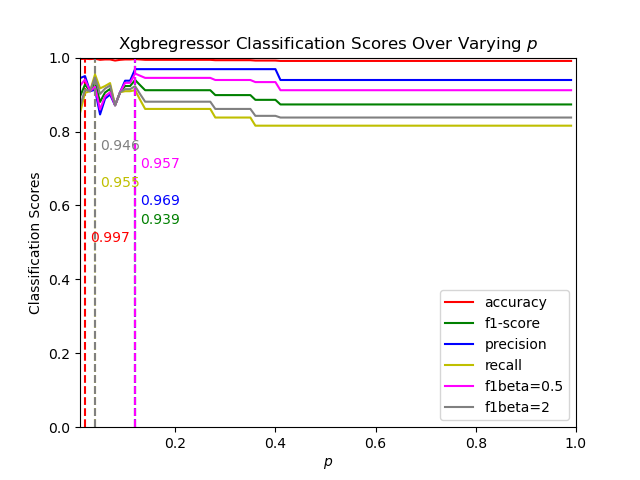 Xgbregressor Classification Scores Over Varying p
Classification Scores
1.0
0.8
0.6
0.4
0.2
0.0
0.946
0.957
0.955
0.969
0.939
0.997
accuracy
f1-score
precision
recall
f1beta=0.5
f1beta=2
0.2
0.4
0.6
0.8
1.0
p